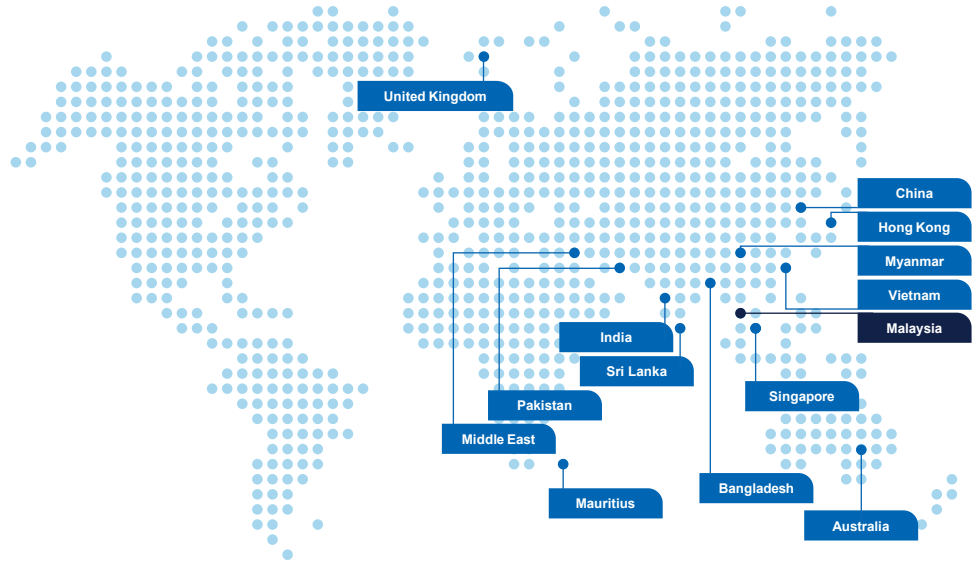 United Kingdom
China
Hong Kong
Myanmar
Vietnam
Malaysia
India
Sri Lanka
Singapore
Pakistan
Middle East
Bangladesh
Mauritius
Australia